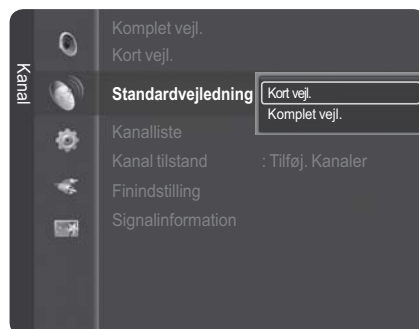 Kanal
Komplet vejl.
Kort vejl.
Standardvejledning
Kort vejl.
Komplet vejl.
Kanalliste
Kanal tilstand : Tilføj. Kanaler
Finindstilling
Signalinformation